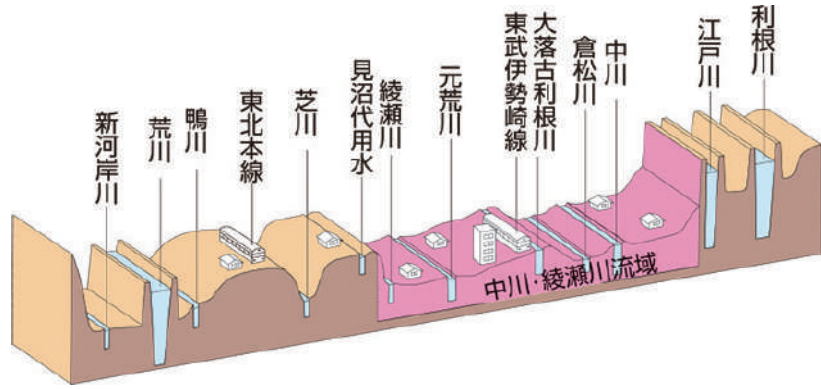 新河岸川
荒川
鴨川
東北本線
芝川
見沼代用水
綾瀬川
元荒川
東武伊勢崎線
大落古利根川
倉松川
中川
江戸川
利根川
中川・綾瀬川流域